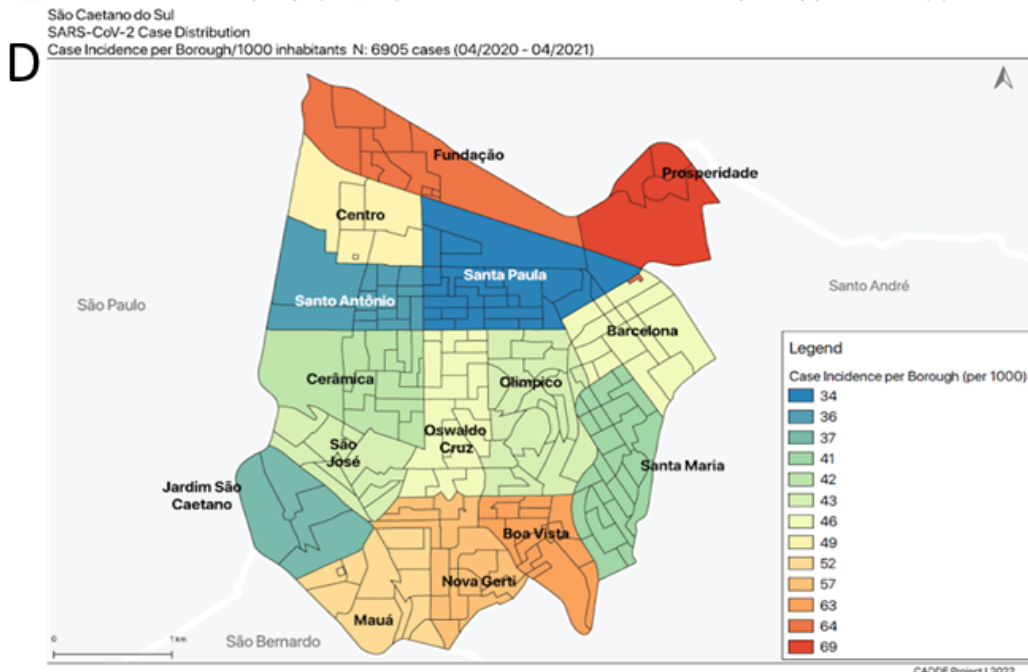 São Caetano do Sul
SARS-CoV-2 Case Distribution
D
Case Incidence per Borough/1000 inhabitants N: 6905 cases (04/2020 - 04/2021)
Fundação
Prosperidade
Centro
Santa Paula
Santo André
Santo Antônio
São Paulo
Barcelona
Cerâmica
Olímpico
Oswaldo
Cruz
São
José
Santa Maria
Jardim São
Caetano
Boa Vista
Nova Gerti
Mauá
São Bernardo
0
1 km
Legend
Case Incidence per Borough (per 1000)
34
36
37
41
42
43
46
49
52
57
63
64
69
CADDE Project | 2022